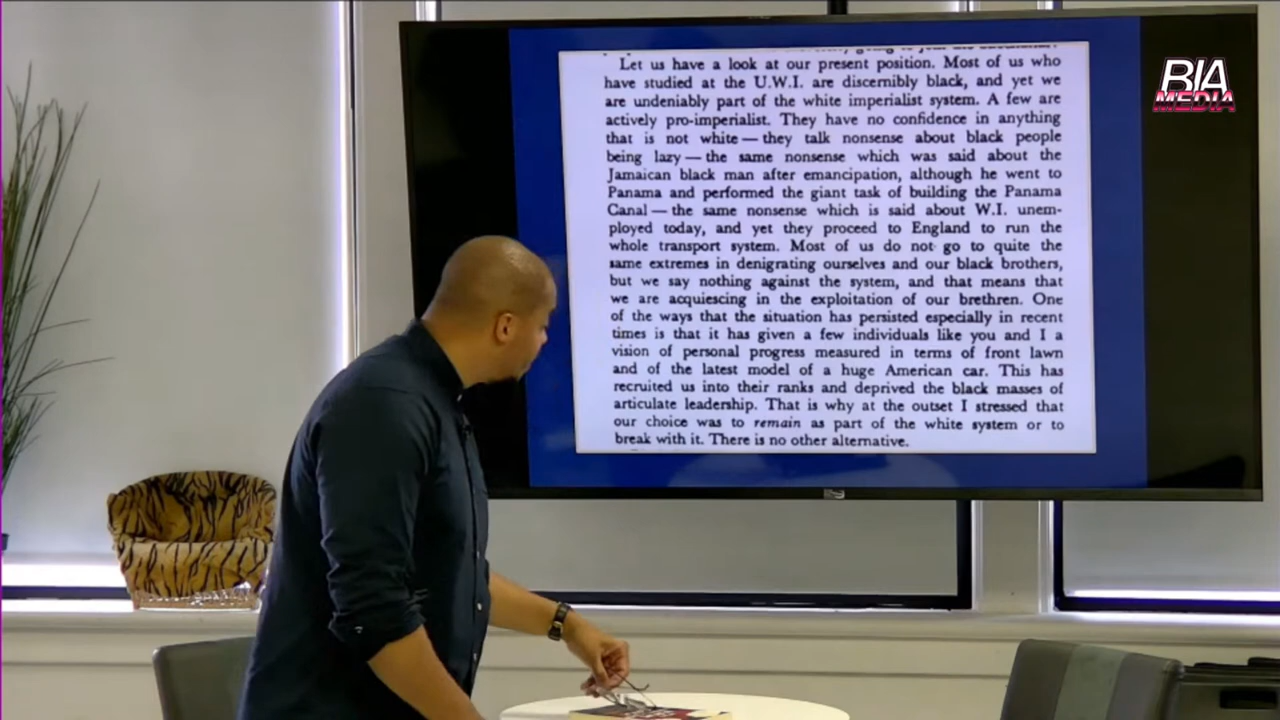 BIA
MEDIA
Let us have a look at our present position. Most of us who
have studied at the U.W.I. are discernibly black, and yet we
are undeniably part of the white imperialist system. A few are
actively pro-imperialist. They have no confidence in anything
that is not white — they talk nonsense about black people
being lazy — the same nonsense which was said about the
Jamaican black man after emancipation, although he went to
Panama and performed the giant task of building the Panama
Canal — the same nonsense which is said about W.I. unem-
ployed today, and yet they proceed to England to run the
whole transport system. Most of us do not go to quite the
same extremes in denigrating ourselves and our black brothers,
but we say nothing against the system, and that means that
we are acquiescing in the exploitation of our brethren. One
of the ways that the situation has persisted especially in recent
times is that it has given a few individuals like you and I a
vision of personal progress measured in terms of front lawn
and of the latest model of a huge American car. This has
recruited us into their ranks and deprived the black masses of
articulate leadership. That is why at the outset I stressed that
our choice was to remain as part of the white system or to
break with it. There is no other alternative.